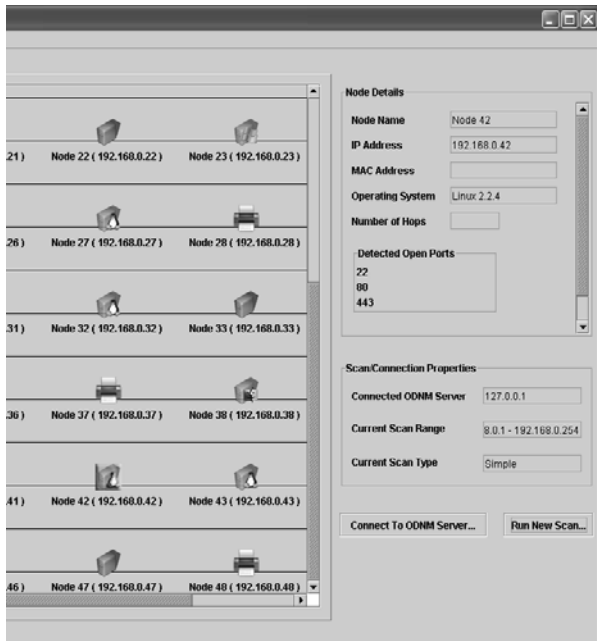 21 )
Node 22 ( 192.168.0.22 )
Node 23 ( 192.168.0.23 )
26 )
Node 27 ( 192.168.0.27 )
Node 28 ( 192.168.0.28 )
31 )
Node 32 ( 192.168.0.32 )
Node 33 ( 192.168.0.33 )
36 )
Node 37 ( 192.168.0.37 )
Node 38 ( 192.168.0.38 )
41 )
Node 42 ( 192.168.0.42 )
Node 43 ( 192.168.0.43 )
.46 )
Node 47 ( 192.168.0.47 )
Node 48 ( 192.168.0.48 )
Node Details
Node Name Node 42
IP Address 192.168.0.42
MAC Address
Operating System Linux 2.2.4
Number of Hops
Detected Open Ports
22
80
443
Scan/Connection Properties
Connected ODNM Server 127.0.0.1
Current Scan Range 8.0.1 - 192.168.0.254
Current Scan Type Simple
Connect To ODNM Server...
Run New Scan...